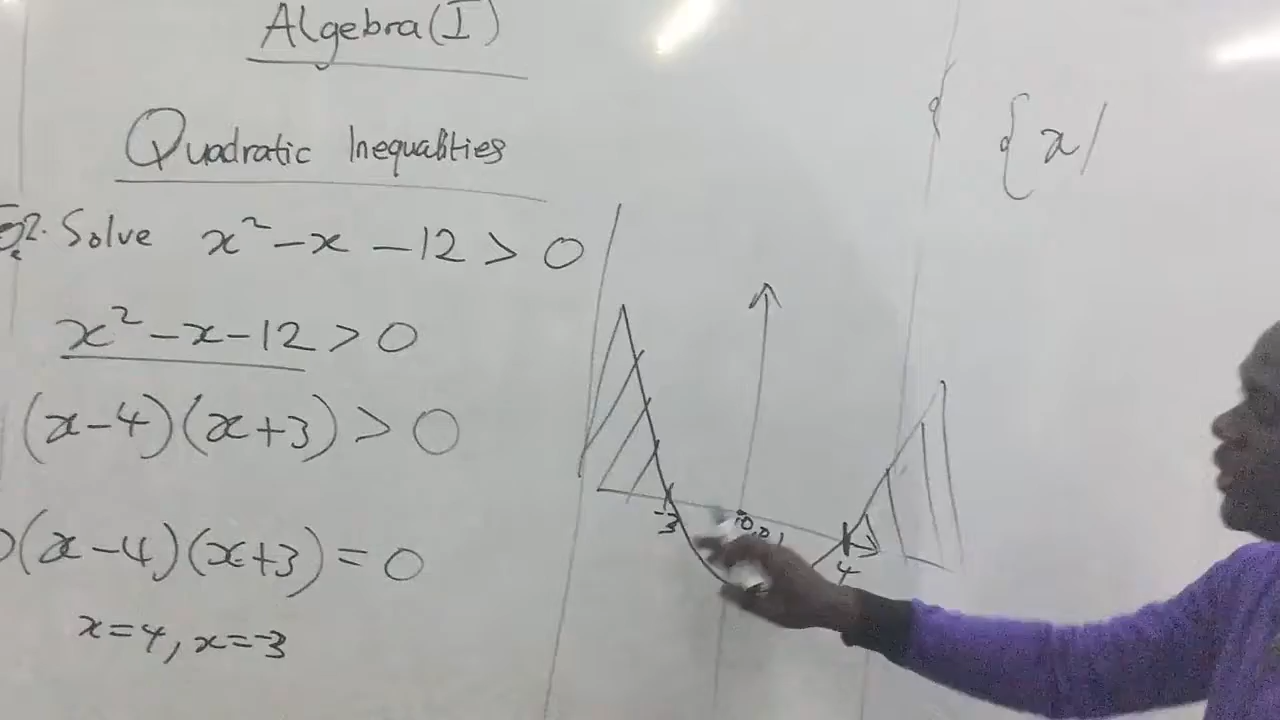 Algebra (I)
Quadratic Inequalities
Solve x² - x - 12 > 0
x² - x - 12 > 0
(x - 4)(x + 3) > 0
(x - 4)(x + 3) = 0
x = 4, x = -3
{x/
-3
4